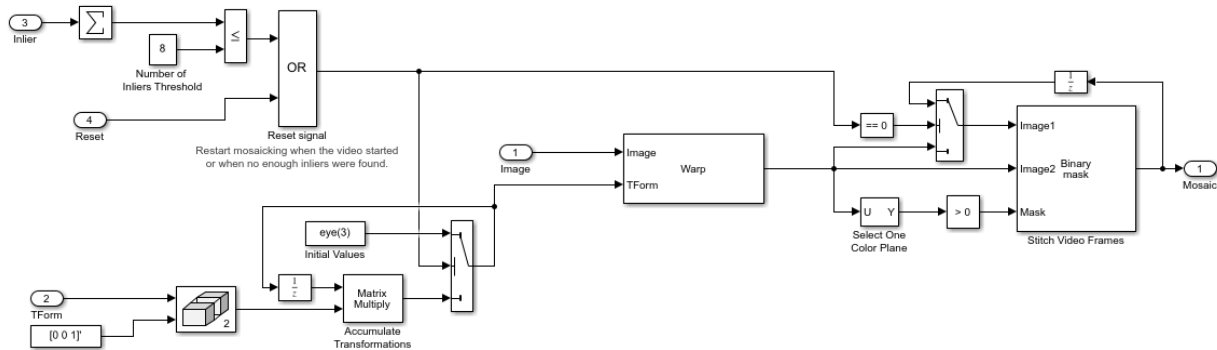 3
Inlier
Σ
8
Number of
Inliers Threshold
≤
4
Reset
OR
Reset signal
Restart mosaicking when the video started
or when no enough inliers were found.
1
Image
Image
TForm
Warp
== 0
1
z
Image1
Image2
Mask
Binary
mask
Stitch Video Frames
1
Mosaic
U Y
Select One
Color Plane
> 0
eye(3)
Initial Values
1
z
Matrix
Multiply
Accumulate
Transformations
2
TForm
[0 0 1]'
2